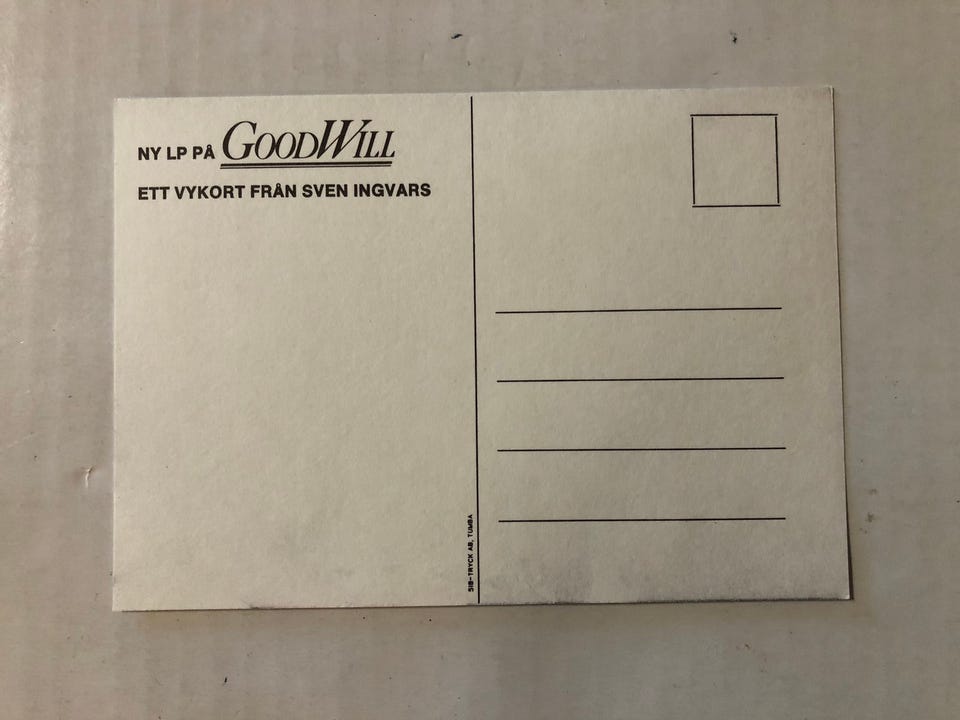 NY LP PÅ GOODWILL
ETT VYKORT FRÅN SVEN INGVARS
SIB-TRYCK AB, TUMBA